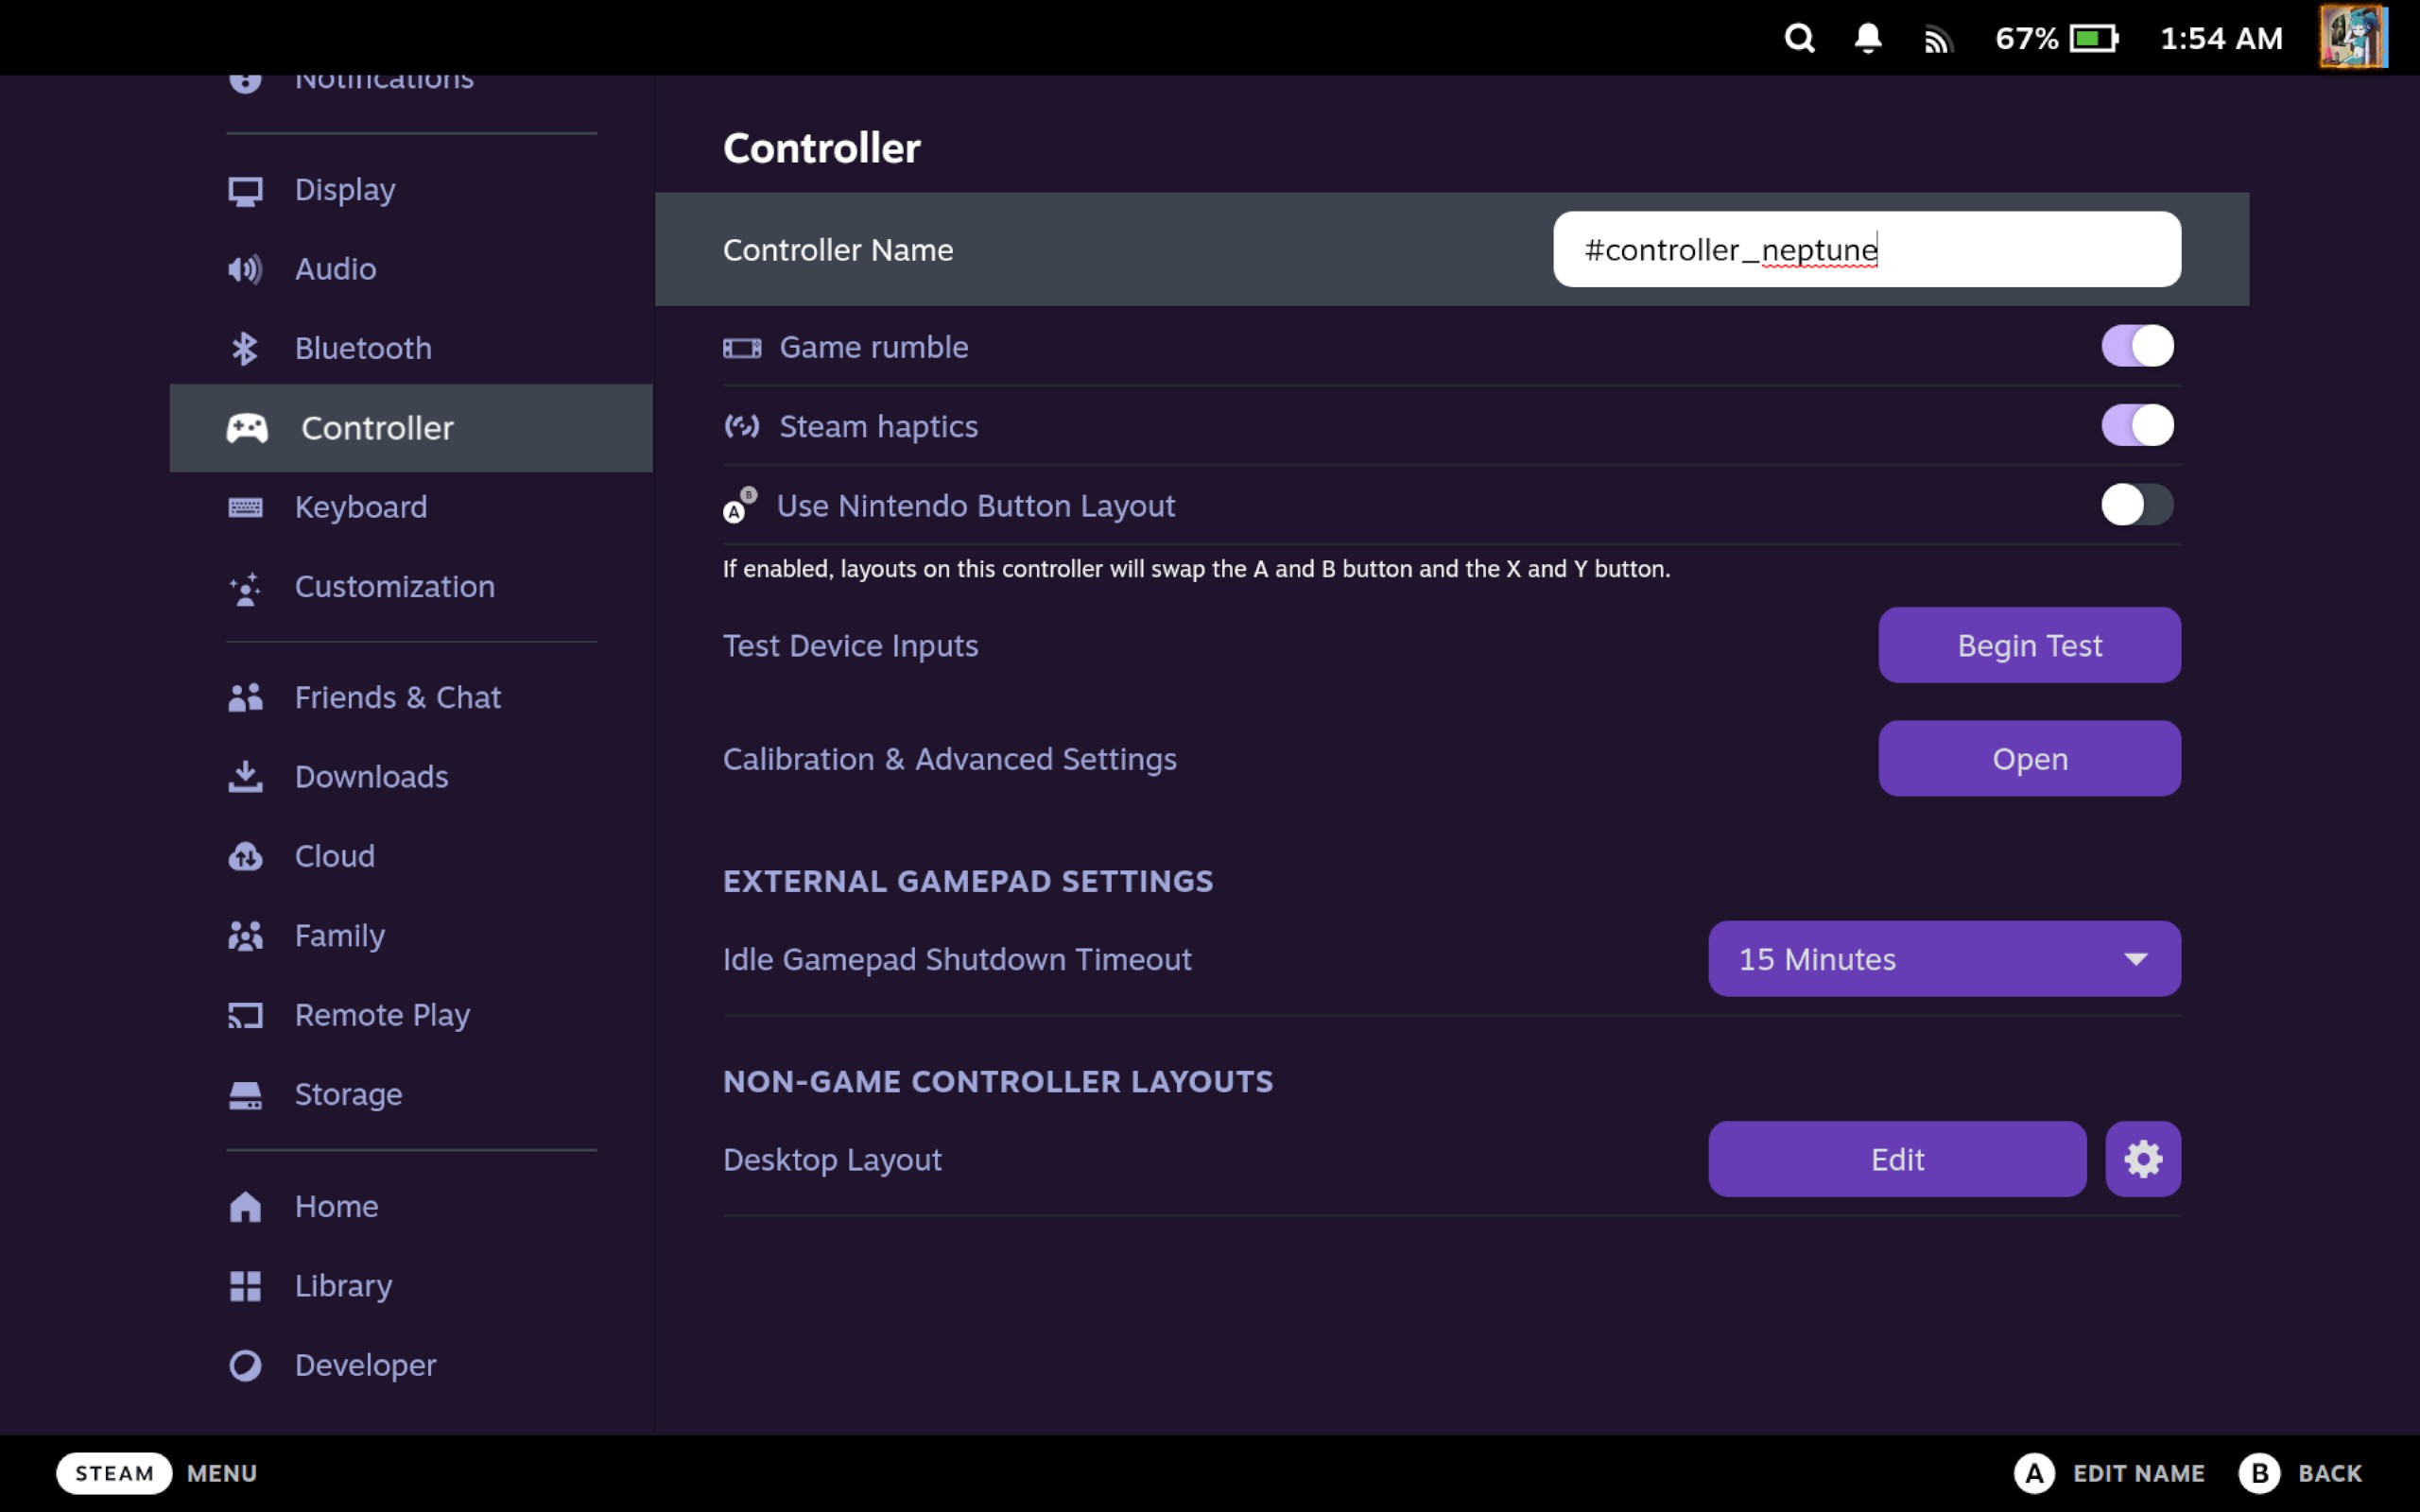 67% 1:54 AM
Notifications
Display
Audio
Bluetooth
Controller
Keyboard
Customization
Friends & Chat
Downloads
Cloud
Family
Remote Play
Storage
Home
Library
Developer
Controller
Controller Name #controller_neptune
Game rumble
Steam haptics
A B Use Nintendo Button Layout
If enabled, layouts on this controller will swap the A and B button and the X and Y button.
Test Device Inputs Begin Test
Calibration & Advanced Settings Open
EXTERNAL GAMEPAD SETTINGS
Idle Gamepad Shutdown Timeout 15 Minutes
NON-GAME CONTROLLER LAYOUTS
Desktop Layout Edit
STEAM MENU A EDIT NAME B BACK